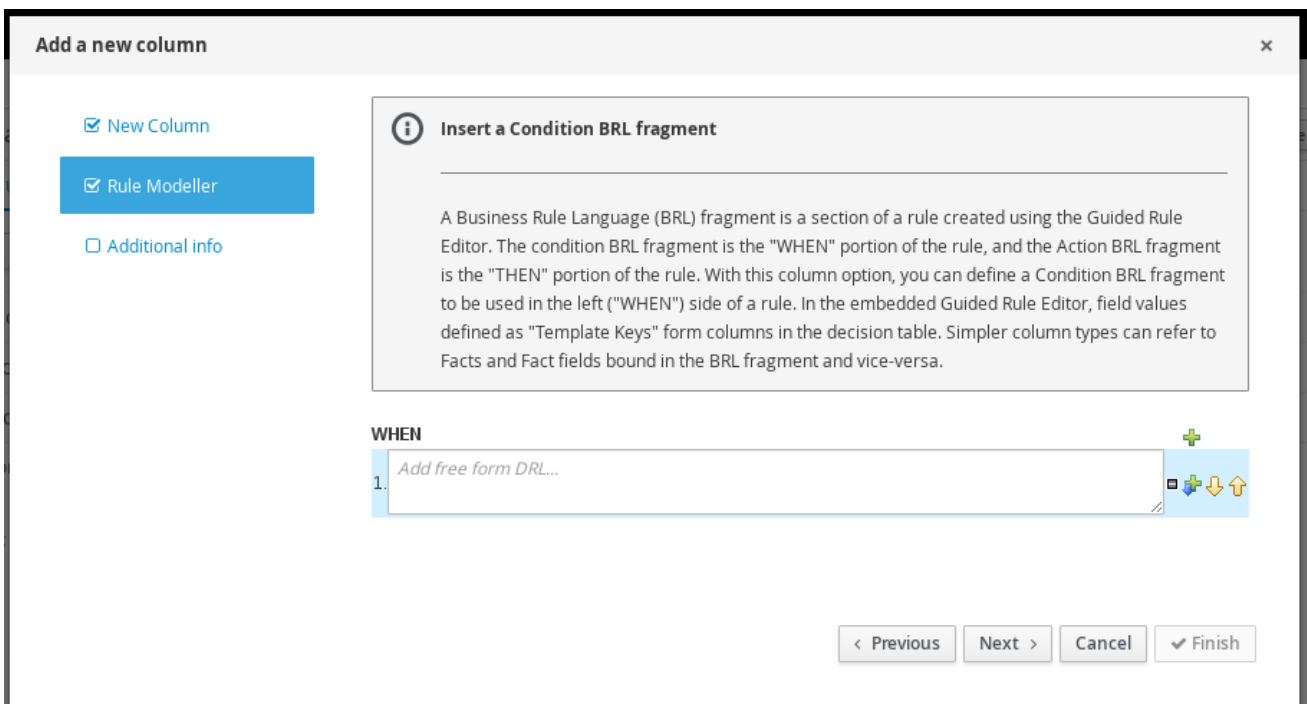 Add a new column
×
New Column
Rule Modeller
Additional info
Insert a Condition BRL fragment
A Business Rule Language (BRL) fragment is a section of a rule created using the Guided Rule
Editor. The condition BRL fragment is the "WHEN" portion of the rule, and the Action BRL fragment
is the "THEN" portion of the rule. With this column option, you can define a Condition BRL fragment
to be used in the left ("WHEN") side of a rule. In the embedded Guided Rule Editor, field values
defined as "Template Keys" form columns in the decision table. Simpler column types can refer to
Facts and Fact fields bound in the BRL fragment and vice-versa.
WHEN
1. Add free form DRL...
< Previous Next > Cancel ✔ Finish